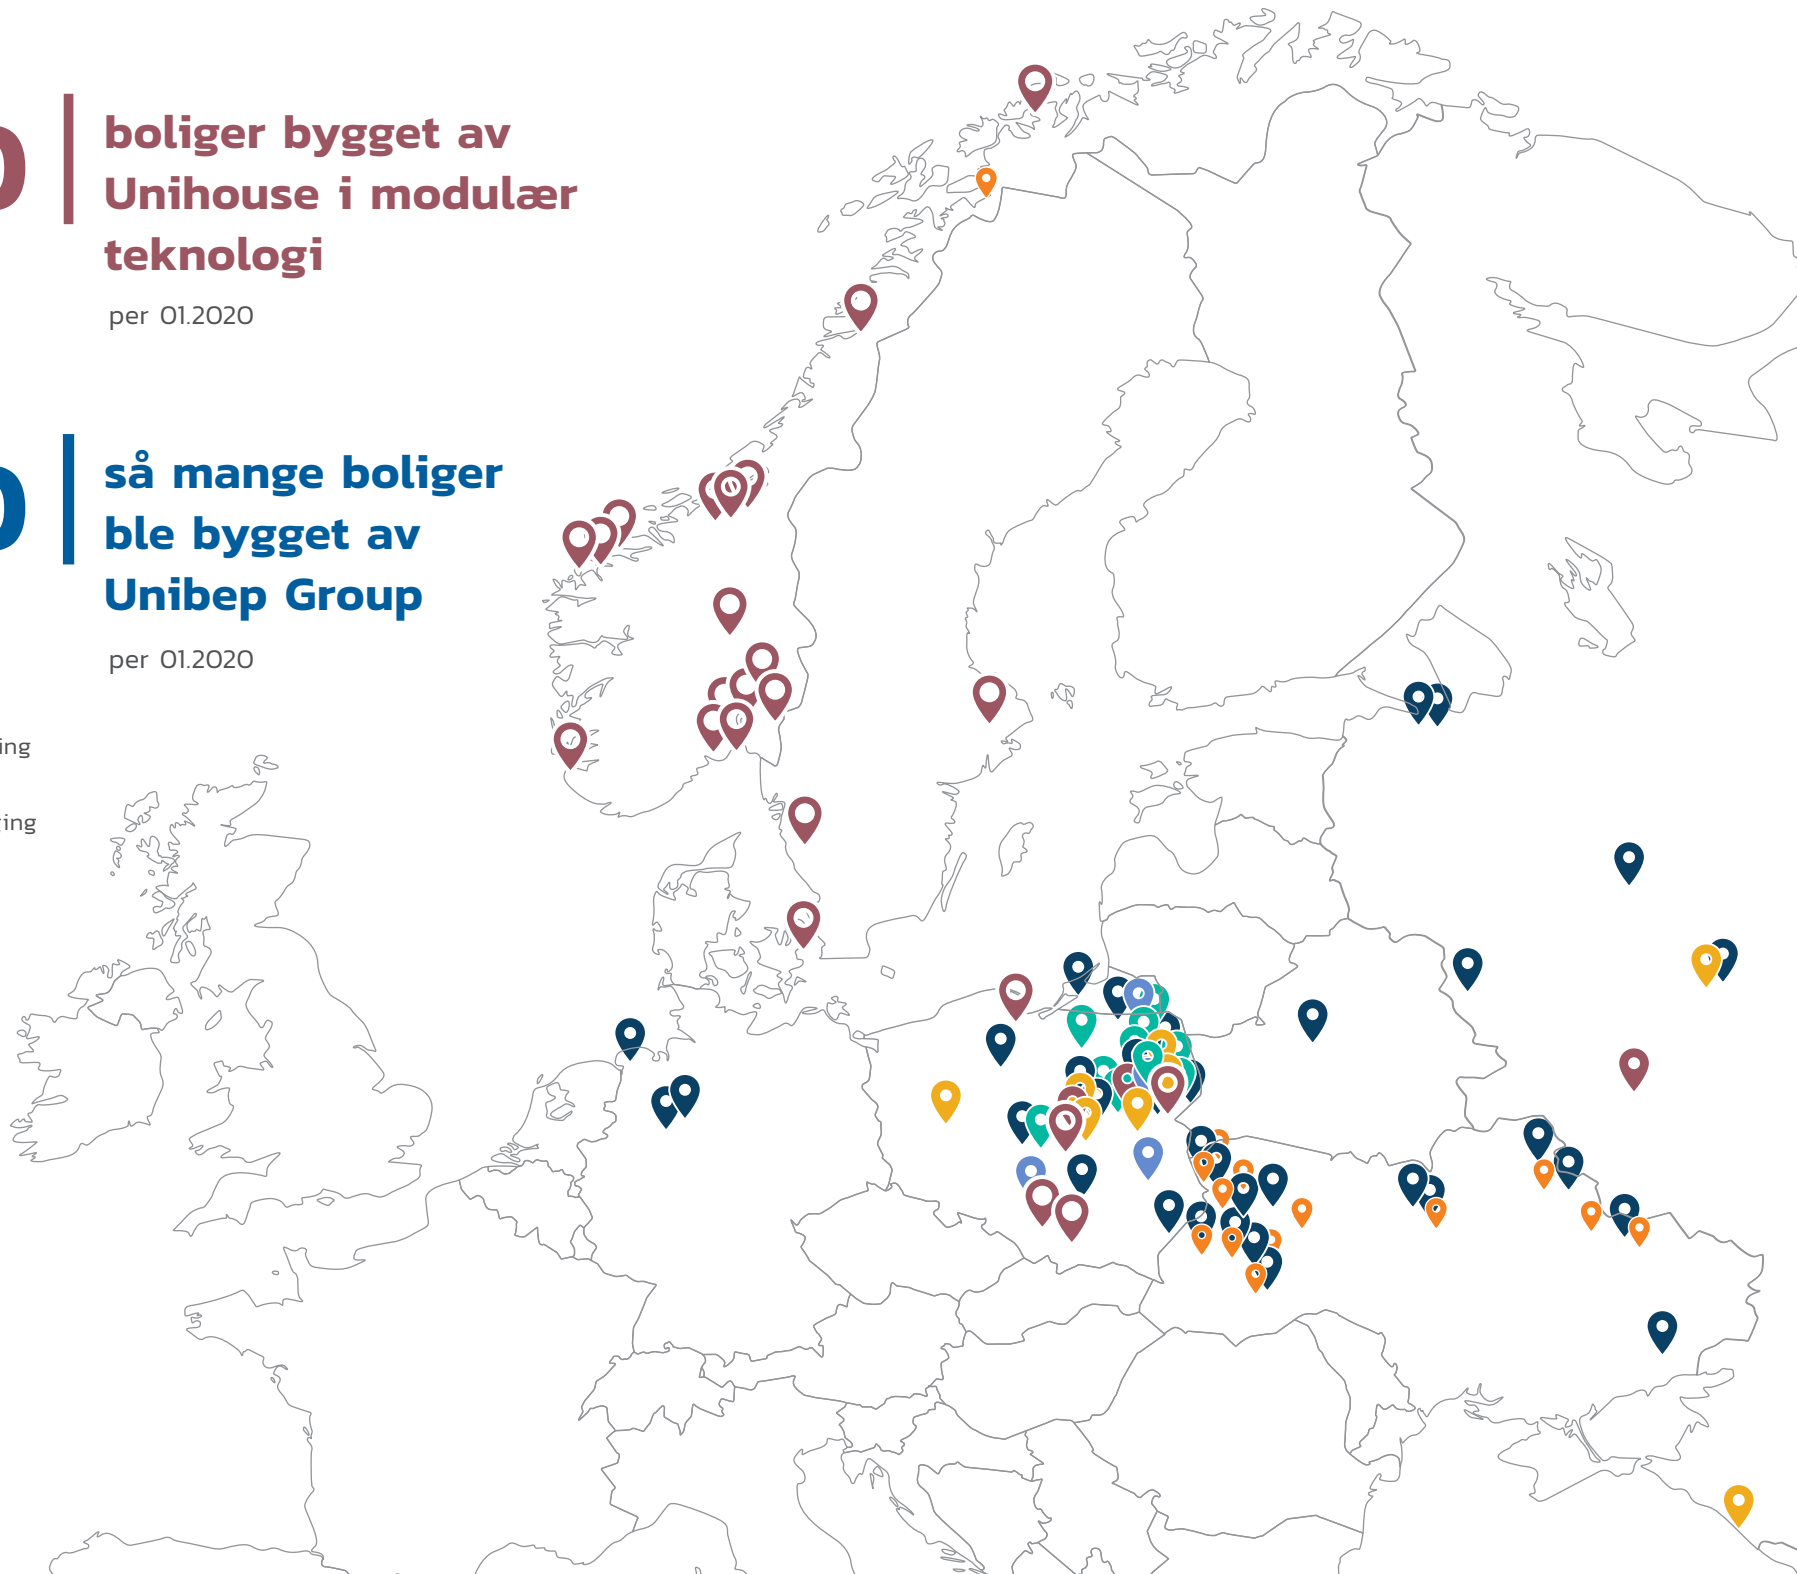 boliger bygget av
Unihouse i modulær
teknologi
per 01.2020
så mange boliger
ble bygget av
Unibep Group
per 01.2020